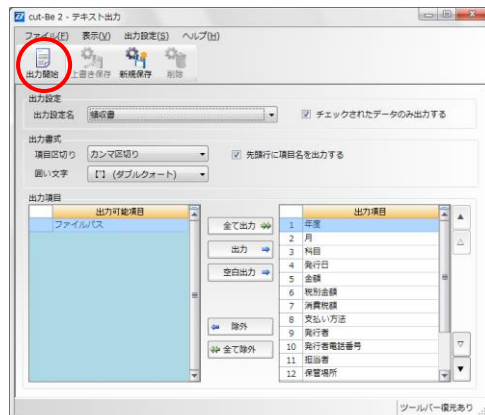 cut-Be 2 - テキスト出力
ファイル(F) 表示(V) 出力設定(S) ヘルプ(H)
出力開始 上書き保存 新規保存 削除
出力設定
出力設定名 領収書 チェックされたデータのみ出力する
出力書式
項目区切り カンマ区切り 先頭行に項目名を出力する
囲い文字 ["] (ダブルクォート)
出力項目
出力可能項目 出力項目
ファイルパス 全て出力 1 年度
2 月
出力 3 科目
空白出力 4 発行日
5 金額
6 税別金額
7 消費税額
除外 8 支払い方法
9 発行者
全て除外 10 発行者電話番号
11 担当者
12 保管場所
ツールバー復元あり